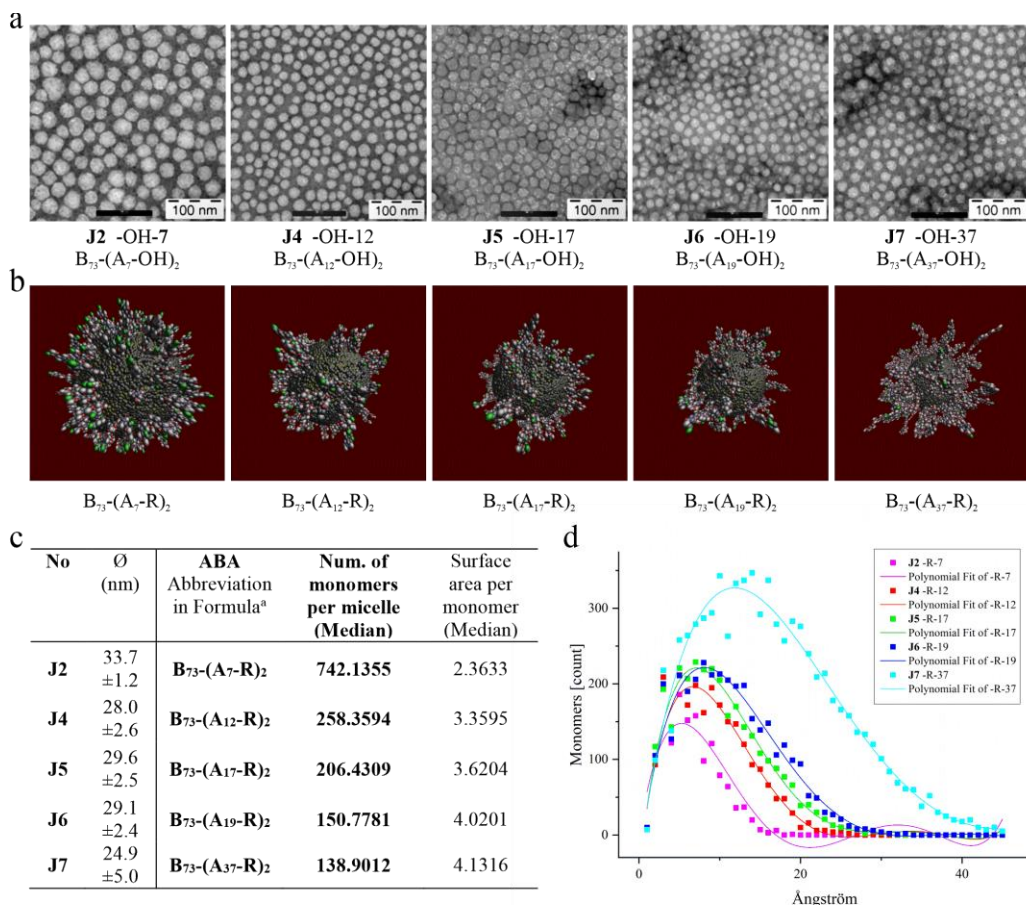 a
100 nm
100 nm
100 nm
100 nm
100 nm
J2 -OH-7
B₇₃-(A₇-OH)₂
J4 -OH-12
B₇₃-(A₁₂-OH)₂
J5 -OH-17
B₇₃-(A₁₇-OH)₂
J6 -OH-19
B₇₃-(A₁₉-OH)₂
J7 -OH-37
B₇₃-(A₃₇-OH)₂
b
B₇₃-(A₇-R)₂
B₇₃-(A₁₂-R)₂
B₇₃-(A₁₇-R)₂
B₇₃-(A₁₉-R)₂
B₇₃-(A₃₇-R)₂
c
No
Ø
(nm)
ABA
Abbreviation
in Formulaᵃ
Num. of
monomers
per micelle
(Median)
Surface
area per
monomer
(Median)
J2
33.7
±1.2
B₇₃-(A₇-R)₂
742.1355
2.3633
J4
28.0
±2.6
B₇₃-(A₁₂-R)₂
258.3594
3.3595
J5
29.6
±2.5
B₇₃-(A₁₇-R)₂
206.4309
3.6204
J6
29.1
±2.4
B₇₃-(A₁₉-R)₂
150.7781
4.0201
J7
24.9
±5.0
B₇₃-(A₃₇-R)₂
138.9012
4.1316
d
J2 -R-7
Polynomial Fit of -R-7
J4 -R-12
Polynomial Fit of -R-12
J5 -R-17
Polynomial Fit of -R-17
J6 -R-19
Polynomial Fit of -R-19
J7 -R-37
Polynomial Fit of -R-37
Monomers [count]
300
200
100
0
0
20
40
Ångström